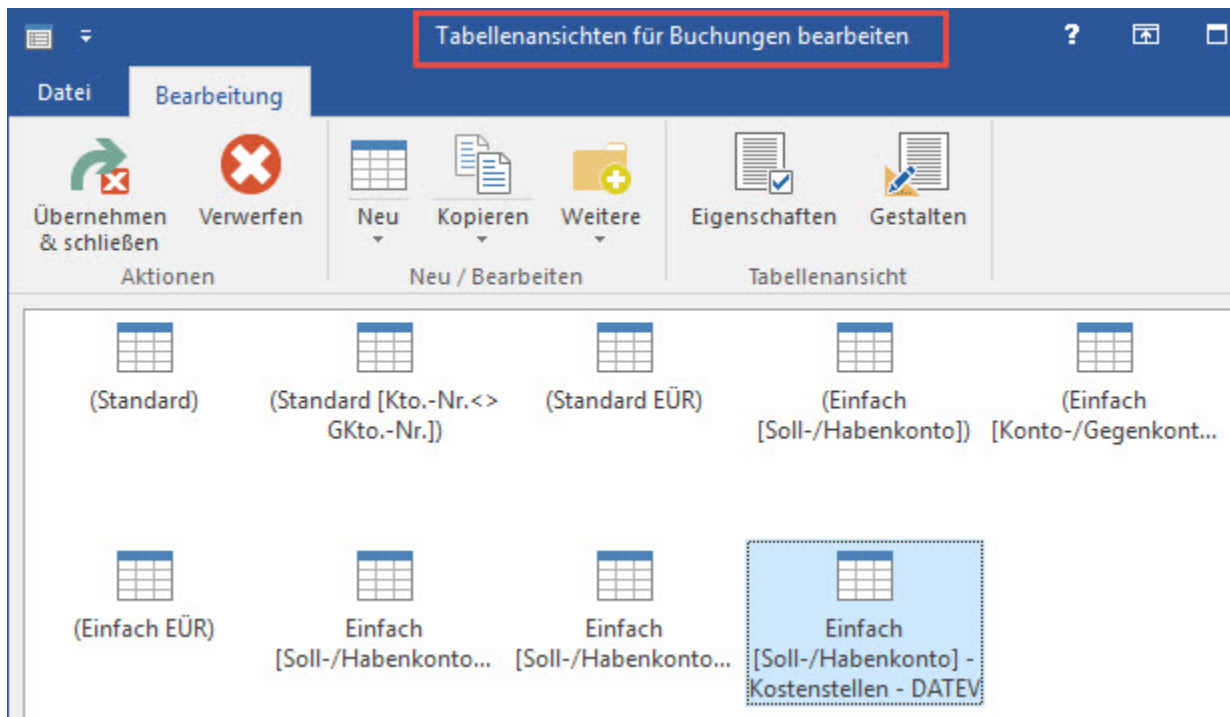 Tabellenansichten für Buchungen bearbeiten
?
Datei
Bearbeitung
Übernehmen
& schließen
Verwerfen
Neu
Kopieren
Weitere
Eigenschaften
Gestalten
Aktionen
Neu / Bearbeiten
Tabellenansicht
(Standard)
(Standard [Kto.-Nr.<>
GKto.-Nr.])
(Standard EÜR)
(Einfach
[Soll-/Habenkonto])
(Einfach
[Konto-/Gegenkont...
(Einfach EÜR)
Einfach
[Soll-/Habenkonto...
Einfach
[Soll-/Habenkonto...
Einfach
[Soll-/Habenkonto] -
Kostenstellen - DATEV